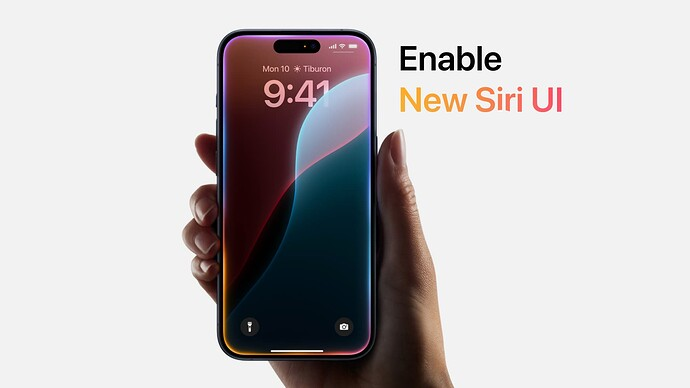 Mon 10 ☀ Tiburon
9:41
Enable
New Siri UI